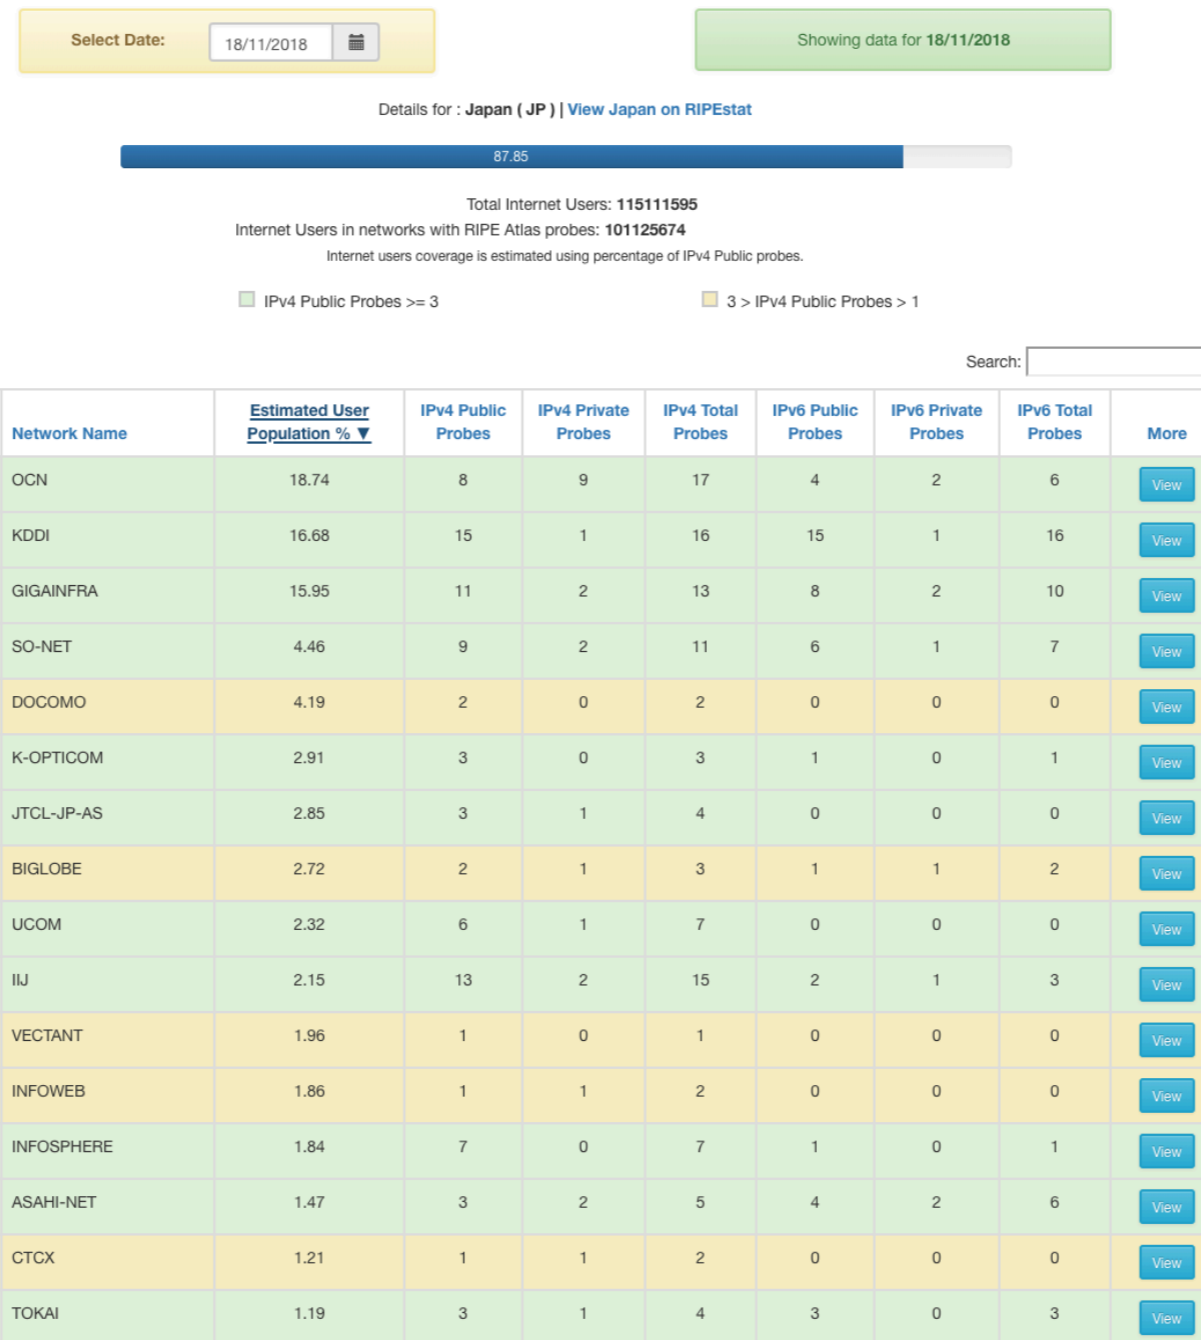 Select Date: 18/11/2018 Showing data for 18/11/2018
Details for : Japan ( JP ) | View Japan on RIPEstat
87.85
Total Internet Users: 115111595
Internet Users in networks with RIPE Atlas probes: 101125674
Internet users coverage is estimated using percentage of IPv4 Public probes.
IPv4 Public Probes >= 3 3 > IPv4 Public Probes > 1
Search:
Network Name Estimated User Population % ▼ IPv4 Public Probes IPv4 Private Probes IPv4 Total Probes IPv6 Public Probes IPv6 Private Probes IPv6 Total Probes More
OCN 18.74 8 9 17 4 2 6 View
KDDI 16.68 15 1 16 15 1 16 View
GIGAINFRA 15.95 11 2 13 8 2 10 View
SO-NET 4.46 9 2 11 6 1 7 View
DOCOMO 4.19 2 0 2 0 0 0 View
K-OPTICOM 2.91 3 0 3 1 0 1 View
JTCL-JP-AS 2.85 3 1 4 0 0 0 View
BIGLOBE 2.72 2 1 3 1 1 2 View
UCOM 2.32 6 1 7 0 0 0 View
IIJ 2.15 13 2 15 2 1 3 View
VECTANT 1.96 1 0 1 0 0 0 View
INFOWEB 1.86 1 1 2 0 0 0 View
INFOSPHERE 1.84 7 0 7 1 0 1 View
ASAHI-NET 1.47 3 2 5 4 2 6 View
CTCX 1.21 1 1 2 0 0 0 View
TOKAI 1.19 3 1 4 3 0 3 View